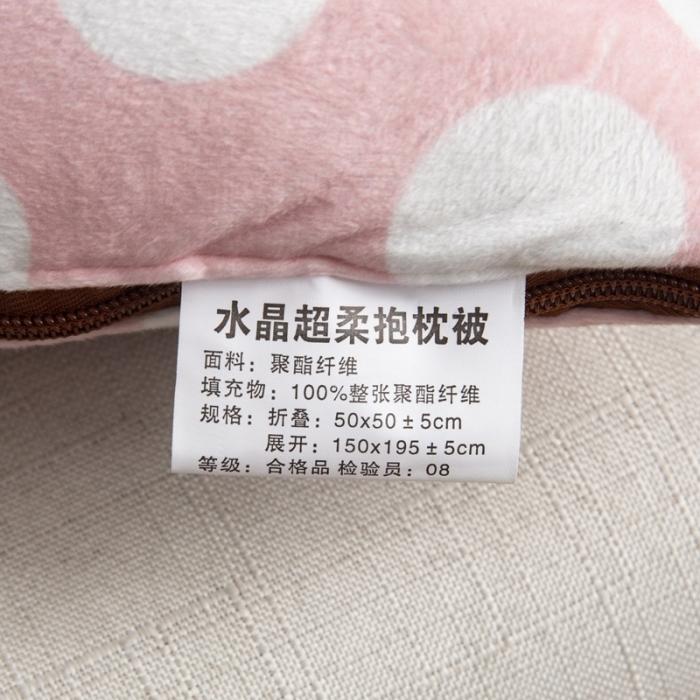 水晶超柔抱枕被
面料：聚酯纤维
填充物：100%整张聚酯纤维
规格：折叠：50x50±5cm
展开：150x195±5cm
等级：合格品 检验员：08